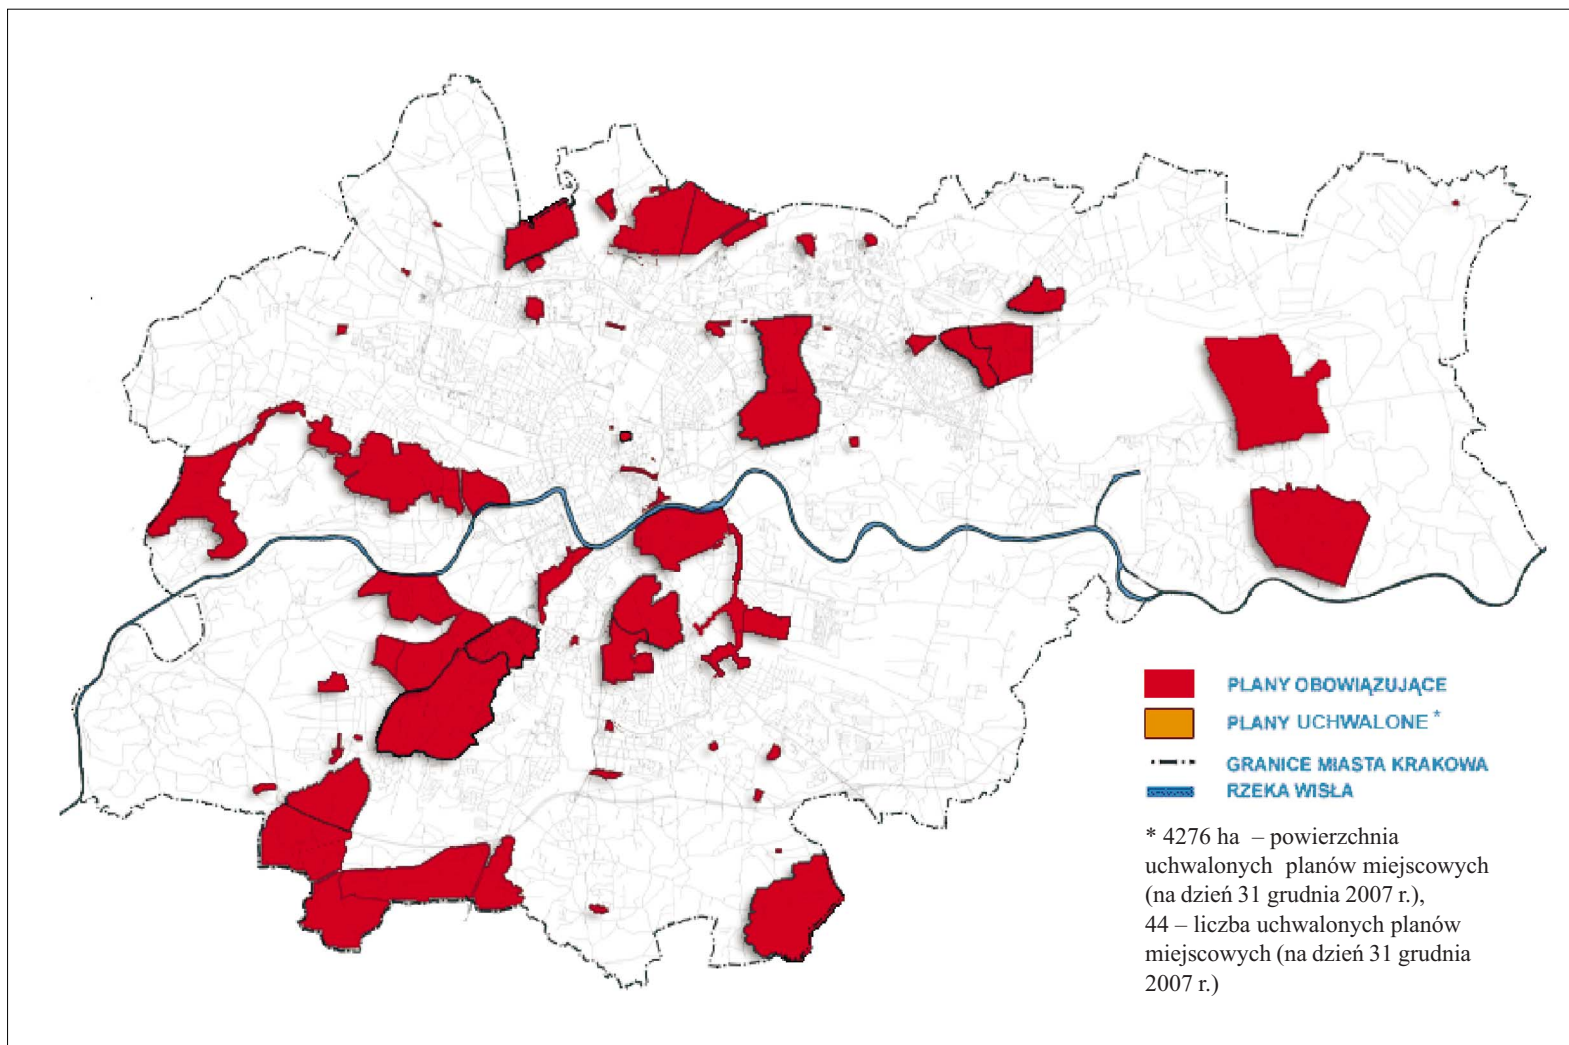 PLANY OBOWIĄZUJĄCE
PLANY UCHWALONE *
GRANICE MIASTA KRAKOWA
RZEKA WISŁA
* 4276 ha – powierzchnia
uchwalonych planów miejscowych
(na dzień 31 grudnia 2007 r.),
44 – liczba uchwalonych planów
miejscowych (na dzień 31 grudnia
2007 r.)